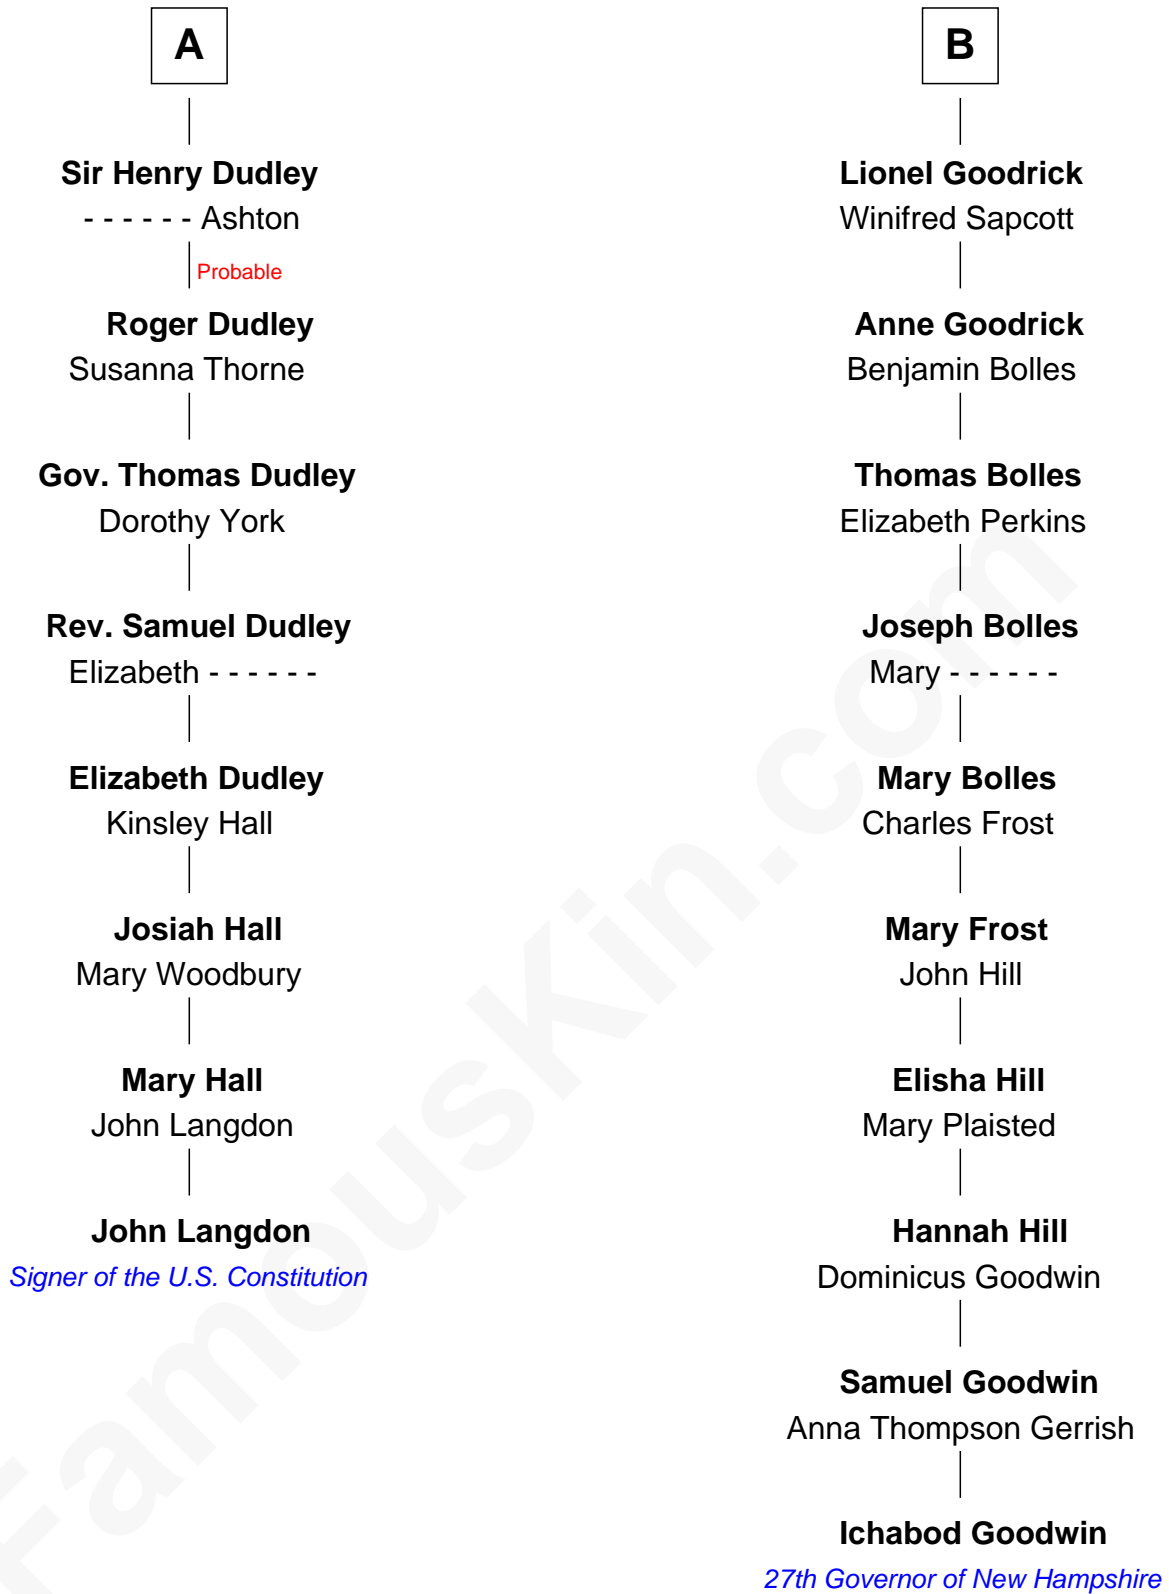 A
Sir Henry Dudley
- - - - - - Ashton
Probable
Roger Dudley
Susanna Thorne
Gov. Thomas Dudley
Dorothy York
Rev. Samuel Dudley
Elizabeth - - - - - -
Elizabeth Dudley
Kinsley Hall
Josiah Hall
Mary Woodbury
Mary Hall
John Langdon
John Langdon
Signer of the U.S. Constitution
B
Lionel Goodrick
Winifred Sapcott
Anne Goodrick
Benjamin Bolles
Thomas Bolles
Elizabeth Perkins
Joseph Bolles
Mary - - - - - -
Mary Bolles
Charles Frost
Mary Frost
John Hill
Elisha Hill
Mary Plaisted
Hannah Hill
Dominicus Goodwin
Samuel Goodwin
Anna Thompson Gerrish
Ichabod Goodwin
27th Governor of New Hampshire
FamousKin.com